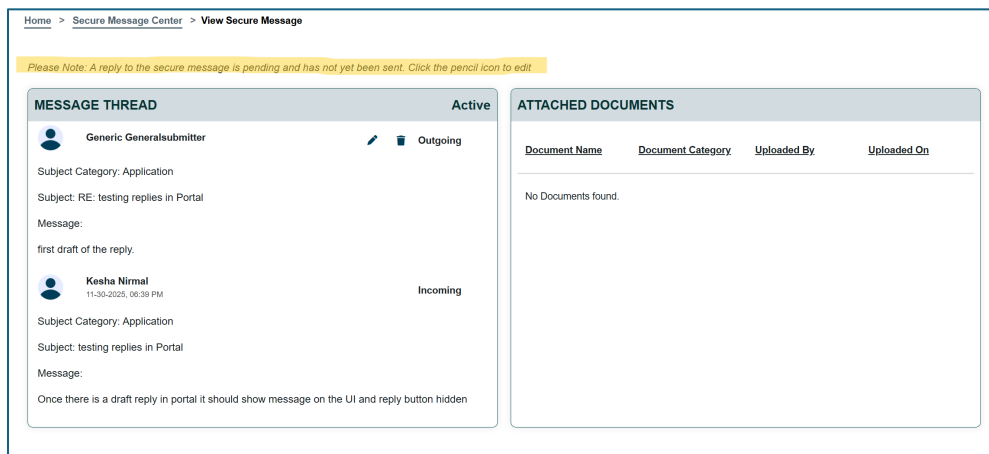 Home > Secure Message Center > View Secure Message
Please Note: A reply to the secure message is pending and has not yet been sent. Click the pencil icon to edit
MESSAGE THREAD Active
Generic Generalsubmitter Outgoing
Subject Category: Application
Subject: RE: testing replies in Portal
Message:
first draft of the reply.
Kesha Nirmal
11-30-2025, 06:39 PM
Incoming
Subject Category: Application
Subject: testing replies in Portal
Message:
Once there is a draft reply in portal it should show message on the UI and reply button hidden
ATTACHED DOCUMENTS
Document Name Document Category Uploaded By Uploaded On
No Documents found.